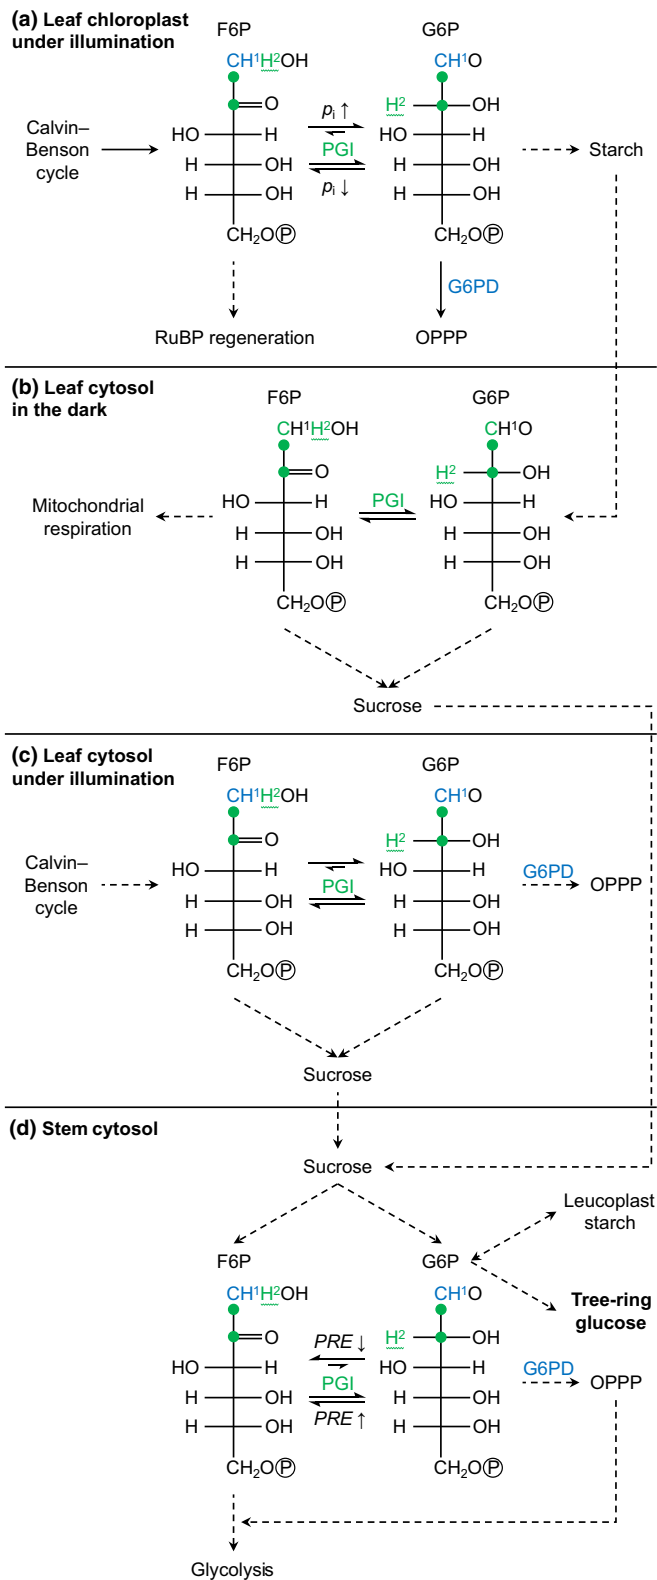 (a) Leaf chloroplast
under illumination
F6P
G6P
CH¹H²OH
CH¹O
O
H²
OH
Calvin–
Benson
cycle
pi ↑
PGI
pi ↓
HO
H
HO
H
H
OH
H
OH
H
OH
H
OH
Starch
CH₂OⓅ
CH₂OⓅ
G6PD
RuBP regeneration
OPPP
(b) Leaf cytosol
in the dark
F6P
G6P
CH¹H²OH
CH¹O
O
H²
OH
Mitochondrial
respiration
HO
H
PGI
HO
H
H
OH
H
OH
H
OH
H
OH
CH₂OⓅ
CH₂OⓅ
Sucrose
(c) Leaf cytosol
under illumination
F6P
G6P
CH¹H²OH
CH¹O
O
H²
OH
Calvin–
Benson
cycle
HO
H
PGI
HO
H
G6PD
OPPP
H
OH
H
OH
H
OH
H
OH
CH₂OⓅ
CH₂OⓅ
Sucrose
(d) Stem cytosol
Sucrose
Leucoplast
starch
F6P
G6P
Tree-ring
glucose
CH¹H²OH
CH¹O
O
PRE ↓
H²
OH
HO
H
PGI
HO
H
G6PD
OPPP
H
OH
PRE ↑
H
OH
H
OH
H
OH
CH₂OⓅ
CH₂OⓅ
Glycolysis